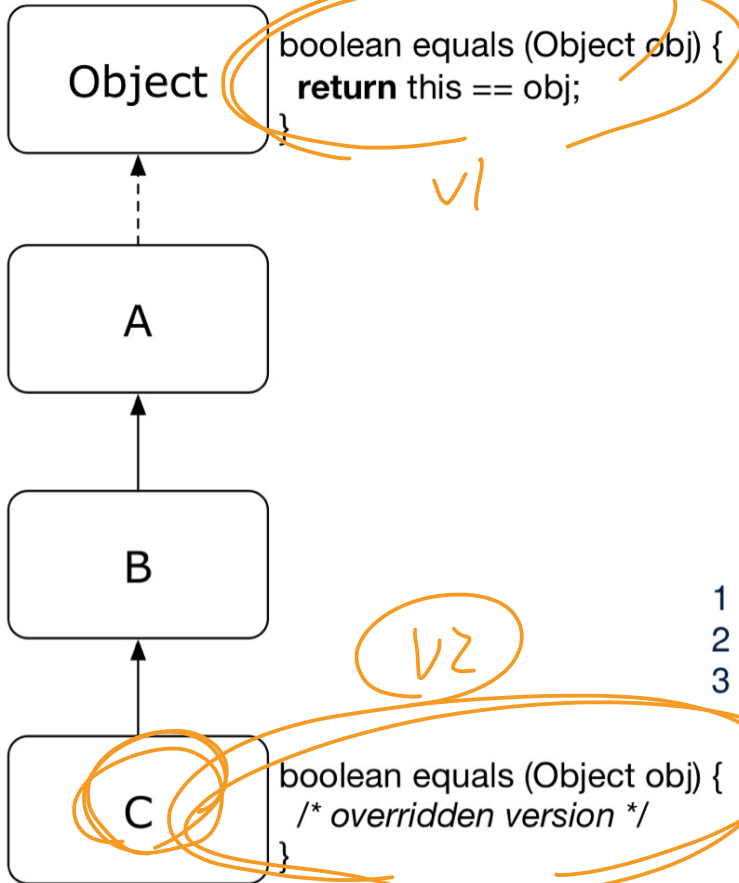 Object
boolean equals (Object obj) {
return this == obj;
}
v1
A
B
v2
1
2
3
C
boolean equals (Object obj) {
/* overridden version */
}